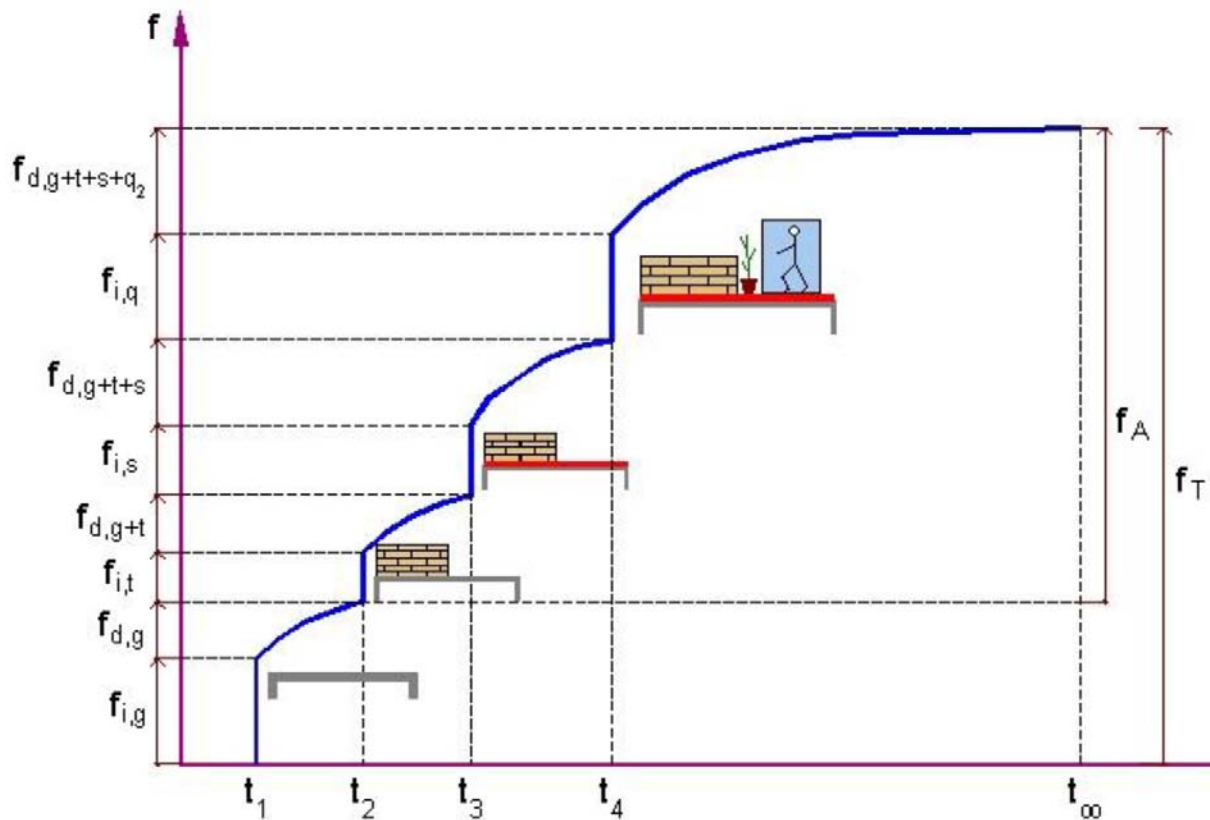 f
f_d,g+t+s+q_2
f_i,q
f_d,g+t+s
f_i,s
f_d,g+t
f_i,t
f_d,g
f_i,g
f_A
f_T
t_1
t_2
t_3
t_4
t_∞